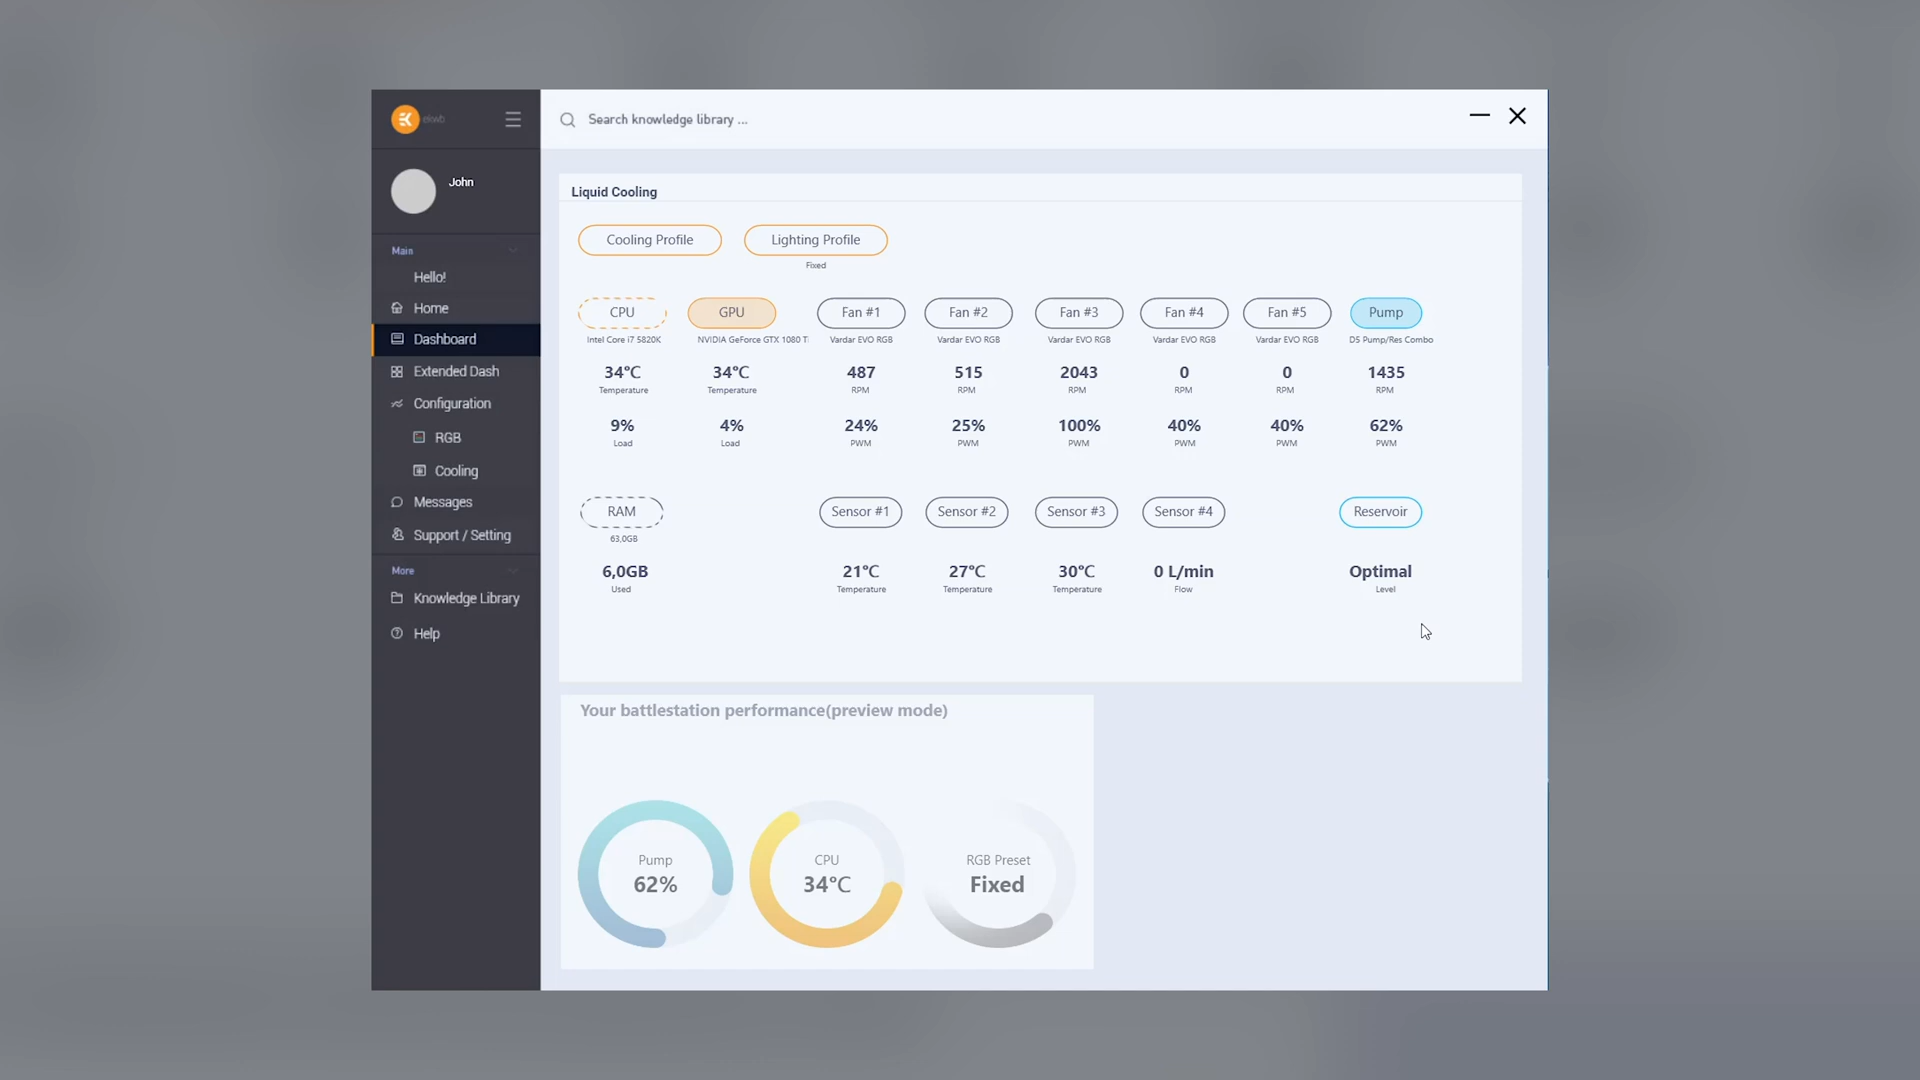 ekwb
Search knowledge library ...
John
Liquid Cooling
Main
Hello!
Home
Dashboard
Extended Dash
Configuration
RGB
Cooling
Messages
Support / Setting
More
Knowledge Library
Help
Cooling Profile
Lighting Profile
Fixed
CPU
GPU
Fan #1
Fan #2
Fan #3
Fan #4
Fan #5
Pump
Intel Core i7 5820K
NVIDIA GeForce GTX 1080 Ti
Vardar EVO RGB
Vardar EVO RGB
Vardar EVO RGB
Vardar EVO RGB
Vardar EVO RGB
D5 Pump/Res Combo
34°C
34°C
487
515
2043
0
0
1435
Temperature
Temperature
RPM
RPM
RPM
RPM
RPM
RPM
9%
4%
24%
25%
100%
40%
40%
62%
Load
Load
PWM
PWM
PWM
PWM
PWM
PWM
RAM
Sensor #1
Sensor #2
Sensor #3
Sensor #4
Reservoir
63,0GB
6,0GB
21°C
27°C
30°C
0 L/min
Optimal
Used
Temperature
Temperature
Temperature
Flow
Level
Your battlestation performance(preview mode)
Pump
62%
CPU
34°C
RGB Preset
Fixed